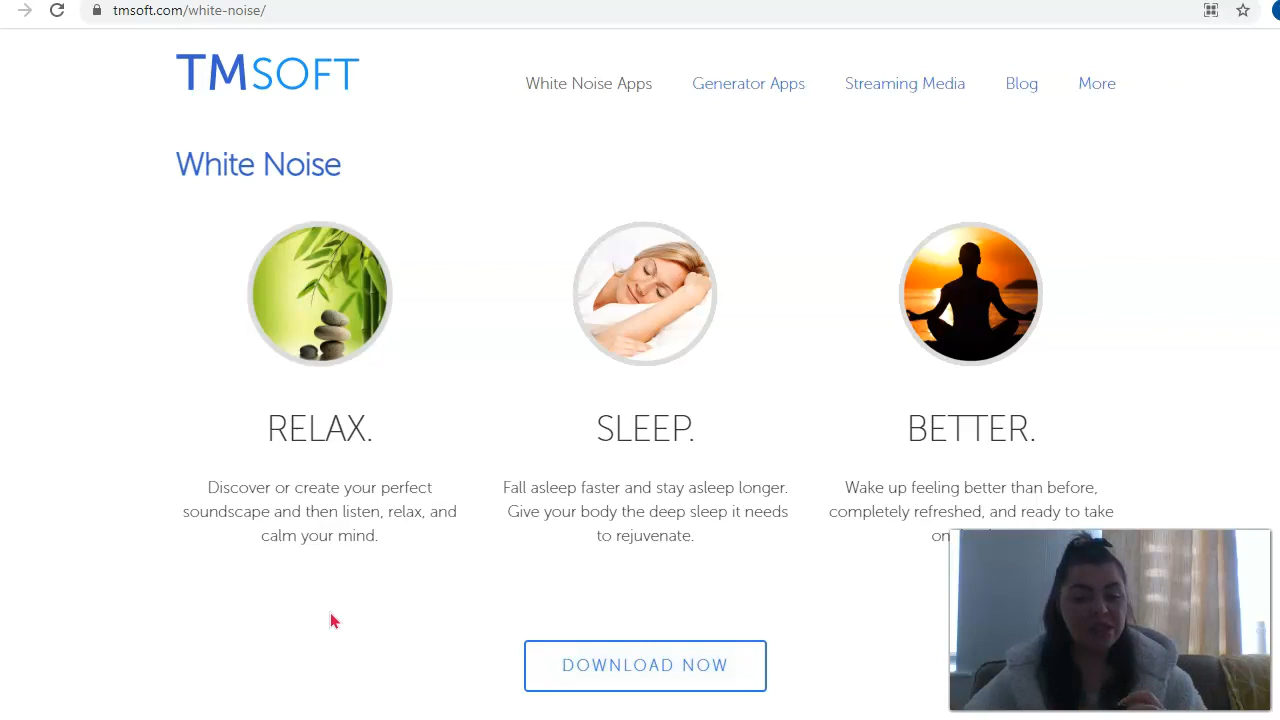 tmsoft.com/white-noise/
TMSOFT
White Noise Apps
Generator Apps
Streaming Media
Blog
More
White Noise
RELAX.
Discover or create your perfect
soundscape and then listen, relax, and
calm your mind.
SLEEP.
Fall asleep faster and stay asleep longer.
Give your body the deep sleep it needs
to rejuvenate.
BETTER.
Wake up feeling better than before,
completely refreshed, and ready to take
DOWNLOAD NOW